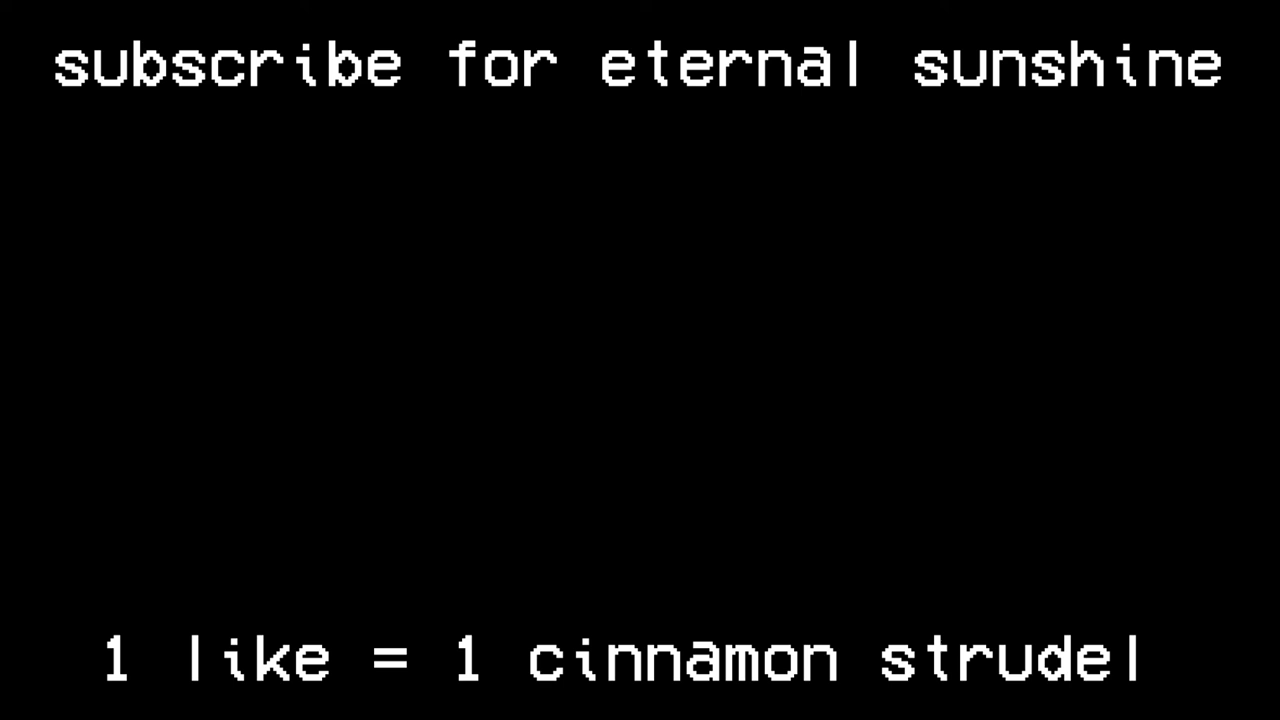 subscribe for eternal sunshine
1 like = 1 cinnamon strudel